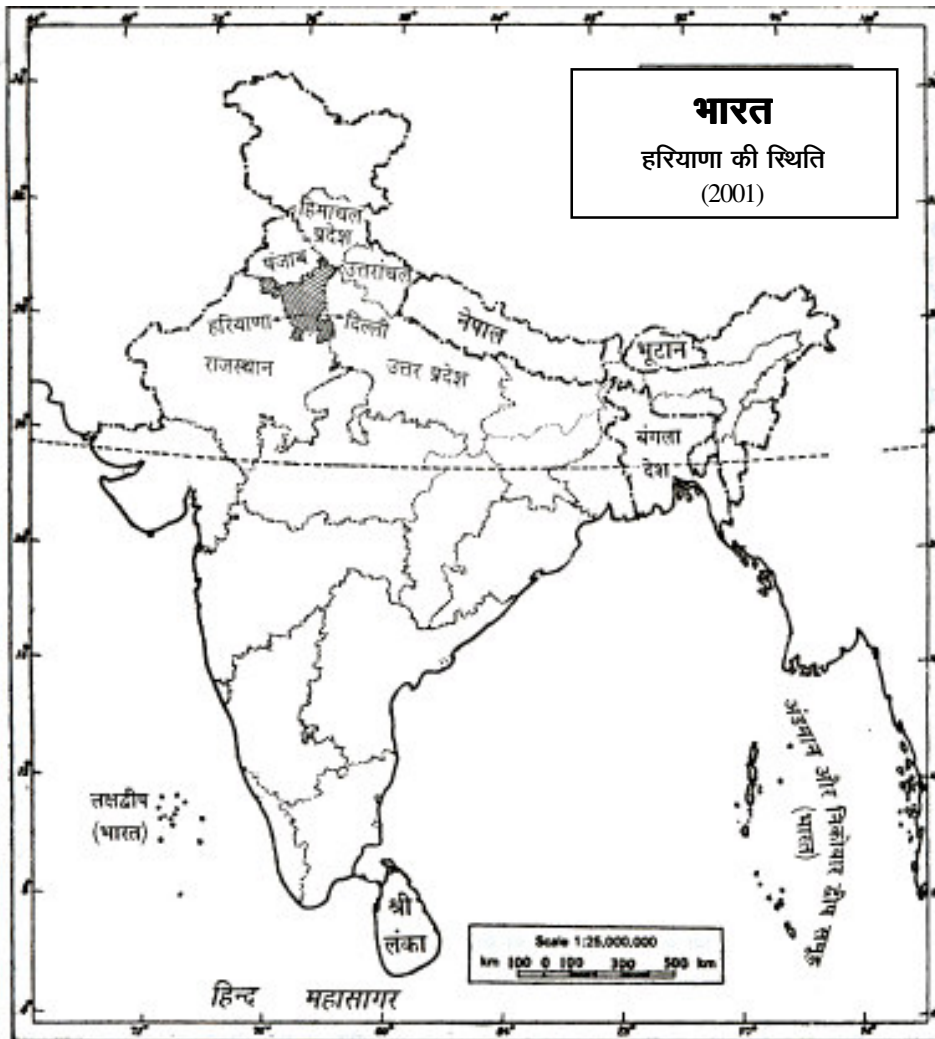 भारत
हरियाणा की स्थिति
(2001)
हिमाचल
प्रदेश
पंजाब
उत्तरांचल
हरियाणा
दिल्ली
नेपाल
भूटान
राजस्थान
उत्तर प्रदेश
बंगला
देश
लक्षद्वीप
(भारत)
अंडमान और निकोबार द्वीप समूह
(भारत)
श्री
लंका
Scale 1:25,000,000
km 100 0 100 300 500 km
हिन्द महासागर